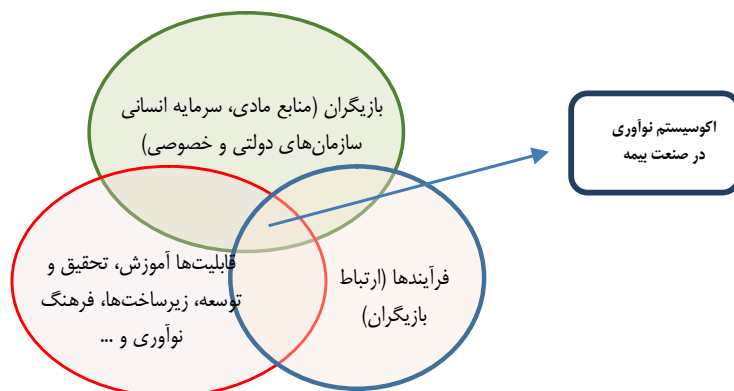 بازیگران (منابع مادی، سرمایه انسانی
سازمان‌های دولتی و خصوصی)
اکوسیستم نوآوری
در صنعت بیمه
قابلیت‌ها آموزش، تحقیق و
توسعه، زیرساخت‌ها، فرهنگ
نوآوری و ...
فرآیندها (ارتباط
بازیگران)